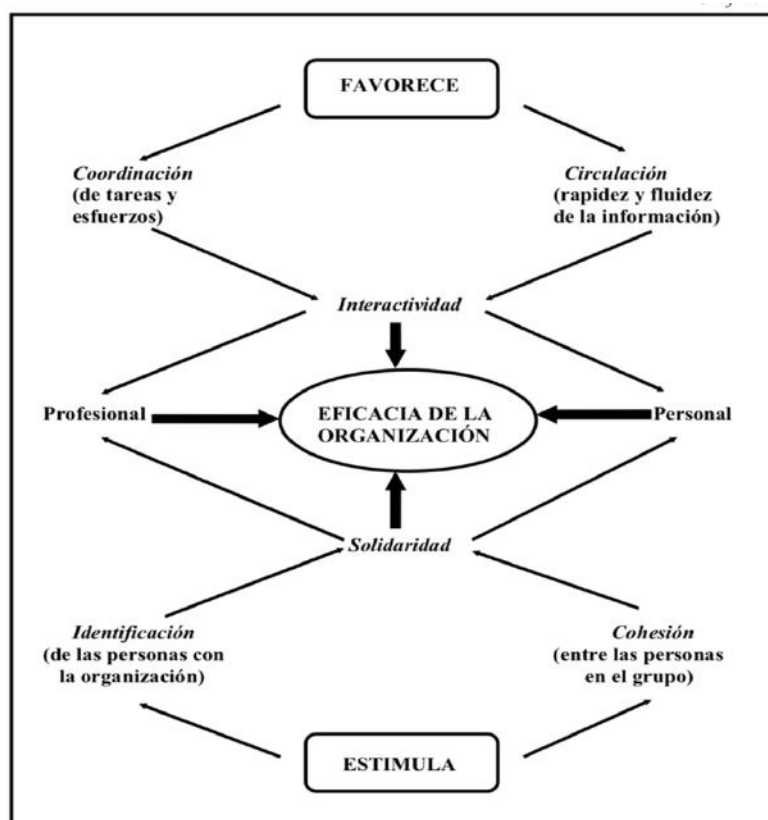 FAVORECE
Coordinación
(de tareas y
esfuerzos)
Circulación
(rapidez y fluidez
de la información)
Interactividad
Profesional
EFICACIA DE LA
ORGANIZACIÓN
Personal
Solidaridad
Identificación
(de las personas con
la organización)
Cohesión
(entre las personas
en el grupo)
ESTIMULA